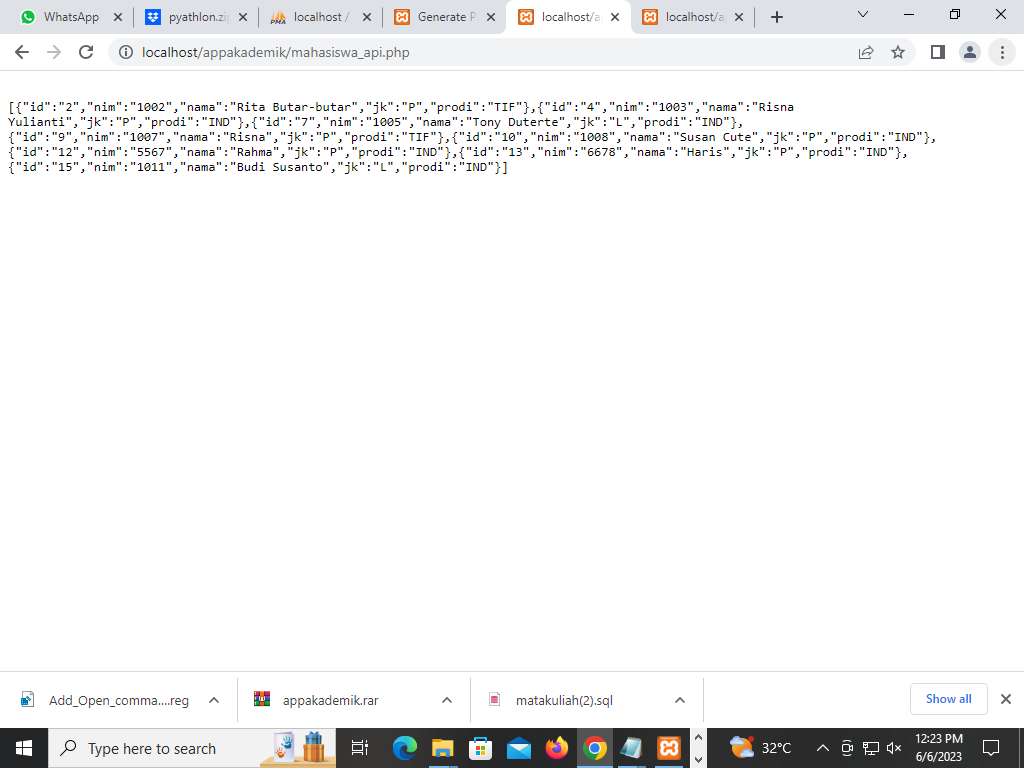 WhatsApp
pyathlon.zi
localhost /
Generate P
localhost/a
localhost/a
localhost/appakademik/mahasiswa_api.php
[{"id":"2","nim":"1002","nama":"Rita Butar-butar","jk":"P","prodi":"TIF"},{"id":"4","nim":"1003","nama":"Risna
Yulianti","jk":"P","prodi":"IND"},{"id":"7","nim":"1005","nama":"Tony Duterte","jk":"L","prodi":"IND"},
{"id":"9","nim":"1007","nama":"Risna","jk":"P","prodi":"TIF"},{"id":"10","nim":"1008","nama":"Susan Cute","jk":"P","prodi":"IND"},
{"id":"12","nim":"5567","nama":"Rahma","jk":"P","prodi":"IND"},{"id":"13","nim":"6678","nama":"Haris","jk":"P","prodi":"IND"},
{"id":"15","nim":"1011","nama":"Budi Susanto","jk":"L","prodi":"IND"}]
Add_Open_comma....reg
appakademik.rar
matakuliah(2).sql
Show all
Type here to search
32°C
12:23 PM
6/6/2023